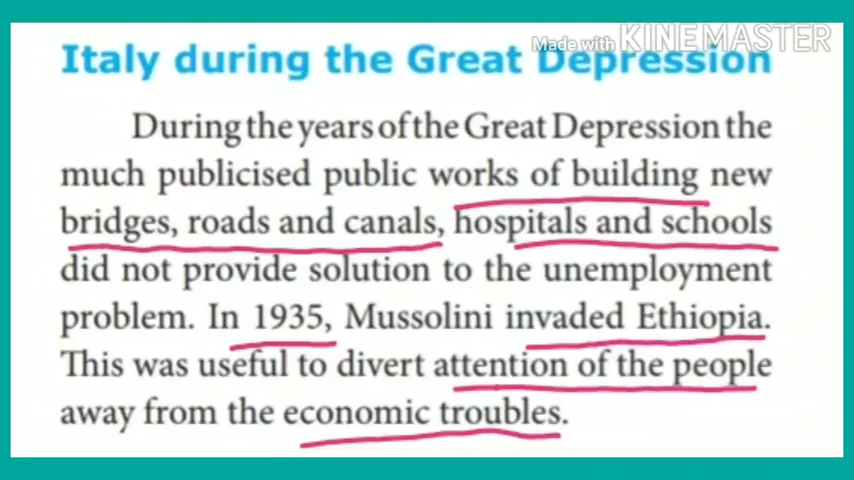 Made with KINEMASTER
Italy during the Great Depression
During the years of the Great Depression the
much publicised public works of building new
bridges, roads and canals, hospitals and schools
did not provide solution to the unemployment
problem. In 1935, Mussolini invaded Ethiopia.
This was useful to divert attention of the people
away from the economic troubles.